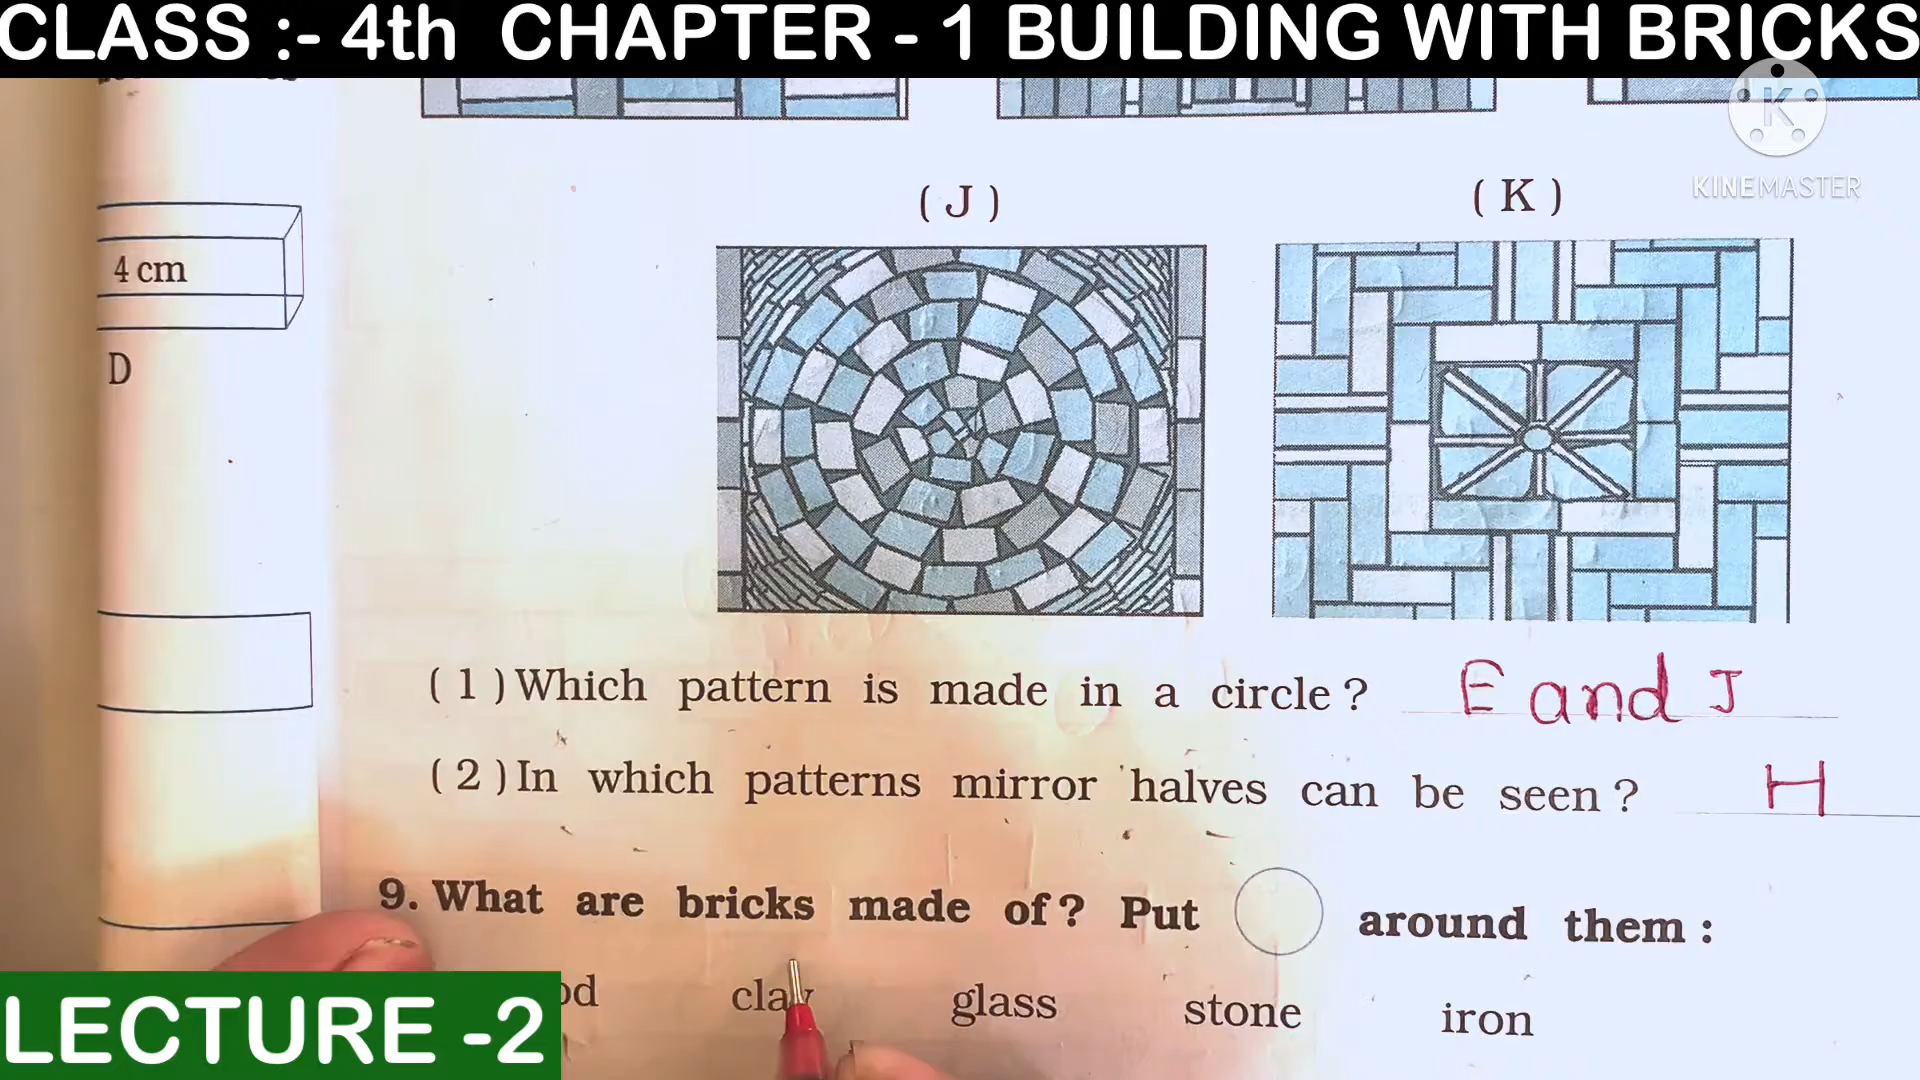 CLASS :- 4th CHAPTER - 1 BUILDING WITH BRICKS
K
KINEMASTER
( J )
( K )
4 cm
D
( 1 ) Which pattern is made in a circle ? E and J
( 2 ) In which patterns mirror halves can be seen ? H
9. What are bricks made of ? Put around them :
clay glass stone iron
LECTURE -2